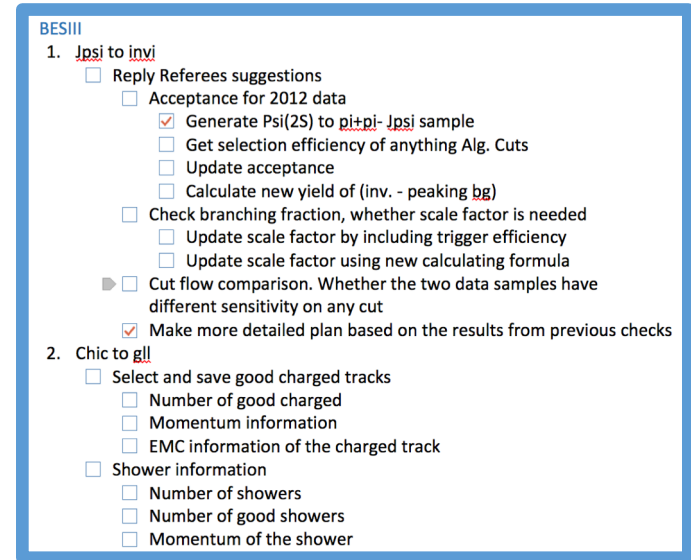 BESIII
1. Jpsi to invi
Reply Referees suggestions
Acceptance for 2012 data
Generate Psi(2S) to pi+pi- Jpsi sample
Get selection efficiency of anything Alg. Cuts
Update acceptance
Calculate new yield of (inv. - peaking bg)
Check branching fraction, whether scale factor is needed
Update scale factor by including trigger efficiency
Update scale factor using new calculating formula
Cut flow comparison. Whether the two data samples have
different sensitivity on any cut
Make more detailed plan based on the results from previous checks
2. Chic to gll
Select and save good charged tracks
Number of good charged
Momentum information
EMC information of the charged track
Shower information
Number of showers
Number of good showers
Momentum of the shower